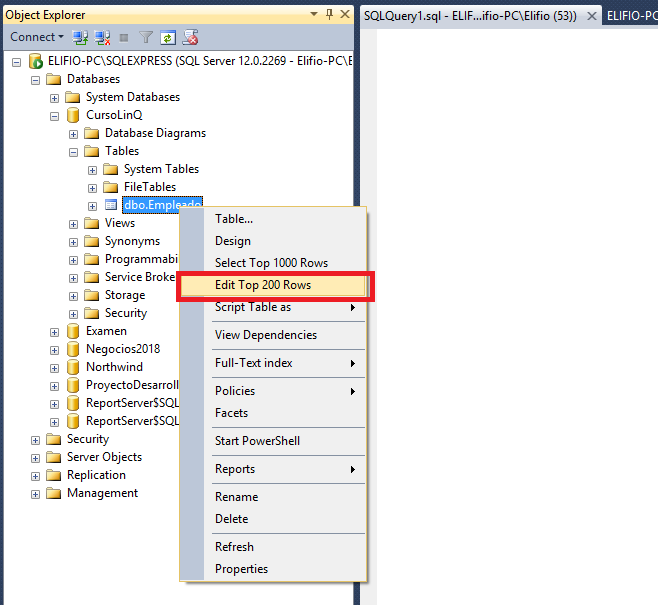 Object Explorer
Connect
ELIFIO-PC\SQLEXPRESS (SQL Server 12.0.2269 - Elifio-PC\E
Databases
System Databases
CursoLinQ
Database Diagrams
Tables
System Tables
FileTables
dbo.Empleado
Views
Synonyms
Programmabi
Service Broke
Storage
Security
Examen
Negocios2018
Northwind
ProyectoDesarroll
ReportServer$SQL
ReportServer$SQL
Security
Server Objects
Replication
Management
Table...
Design
Select Top 1000 Rows
Edit Top 200 Rows
Script Table as
View Dependencies
Full-Text index
Policies
Facets
Start PowerShell
Reports
Rename
Delete
Refresh
Properties
SQLQuery1.sql - ELIF...ifio-PC\Elifio (53))
ELIFIO-PC